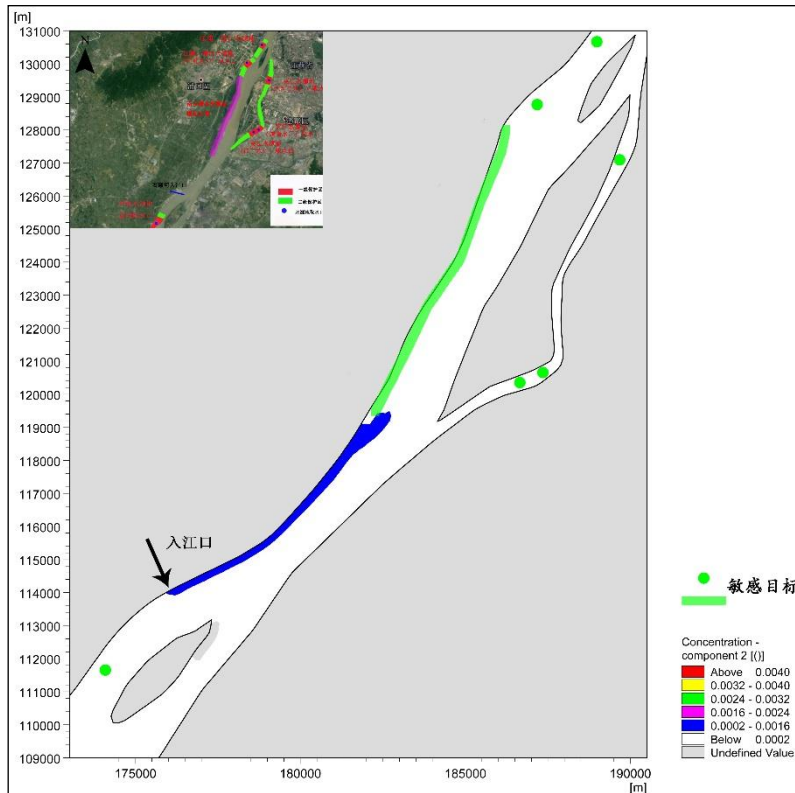 [m]
131000
130000
129000
128000
127000
126000
125000
124000
123000
122000
121000
120000
119000
118000
117000
116000
115000
114000
113000
112000
111000
110000
109000
N
入江口
敏感目标
Concentration -
component 2 [()]
Above 0.0040
0.0032 - 0.0040
0.0024 - 0.0032
0.0016 - 0.0024
0.0002 - 0.0016
Below 0.0002
Undefined Value
175000 180000 185000 190000
[m]